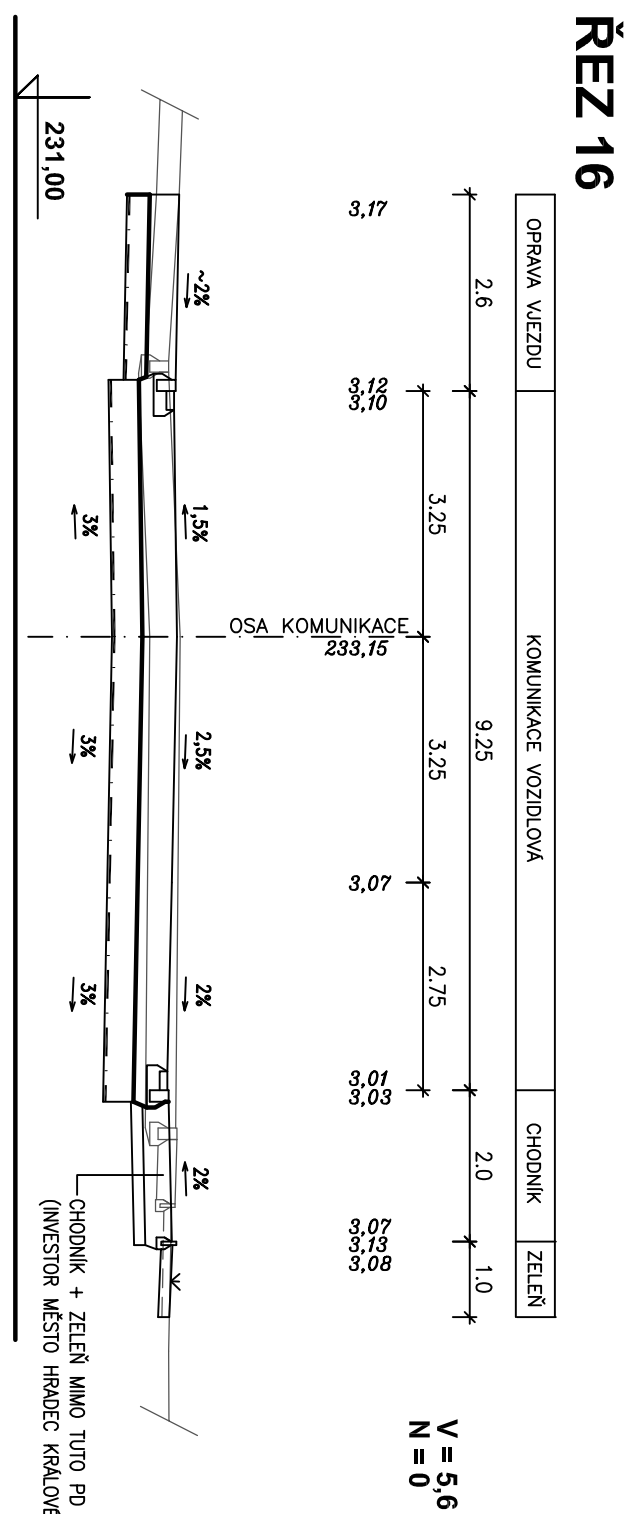 ŘEZ 16
OPRAVA VJEZDU
KOMUNIKACE VOZIDLOVÁ
CHODNÍK
ZELEŇ
2.6
9.25
2.0
1.0
3.25
3.25
2.75
3,17
3,12
3,10
OSA KOMUNIKACE
233,15
3,07
3,01
3,03
3,07
3,13
3,08
~2%
1,5%
2,5%
2%
2%
3%
3%
3%
231,00
V = 5,6
N = 0
CHODNÍK + ZELEŇ MIMO TUTO PD
(INVESTOR MĚSTO HRADEC KRÁLOVÉ